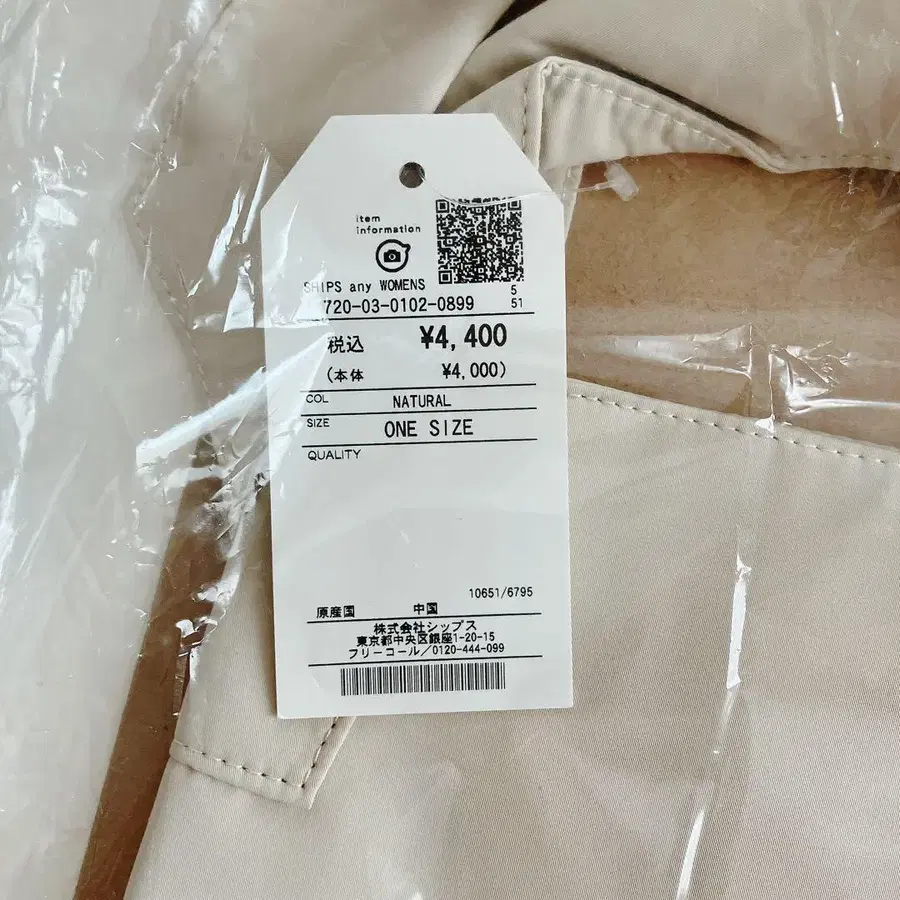 item
information
SHIPS any WOMENS 5
720-03-0102-0899 51
税込 ¥4,400
(本体 ¥4,000)
COL NATURAL
SIZE ONE SIZE
QUALITY
10651/6795
原産国 中国
株式会社シップス
東京都中央区銀座1-20-15
フリーコール/0120-444-099